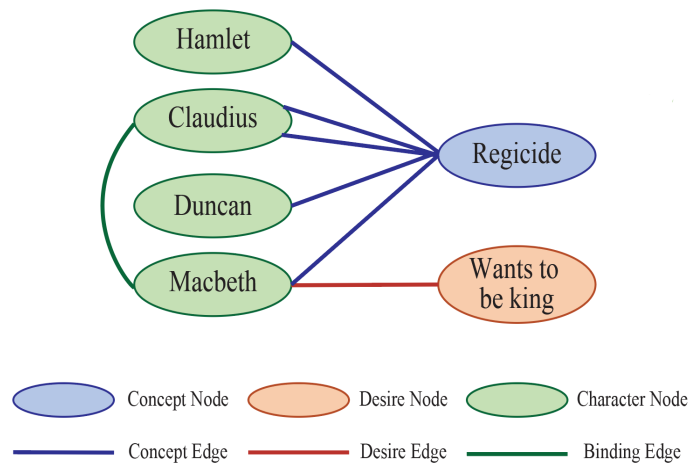 Hamlet
Claudius
Regicide
Duncan
Macbeth
Wants to
be king
Concept Node
Desire Node
Character Node
Concept Edge
Desire Edge
Binding Edge